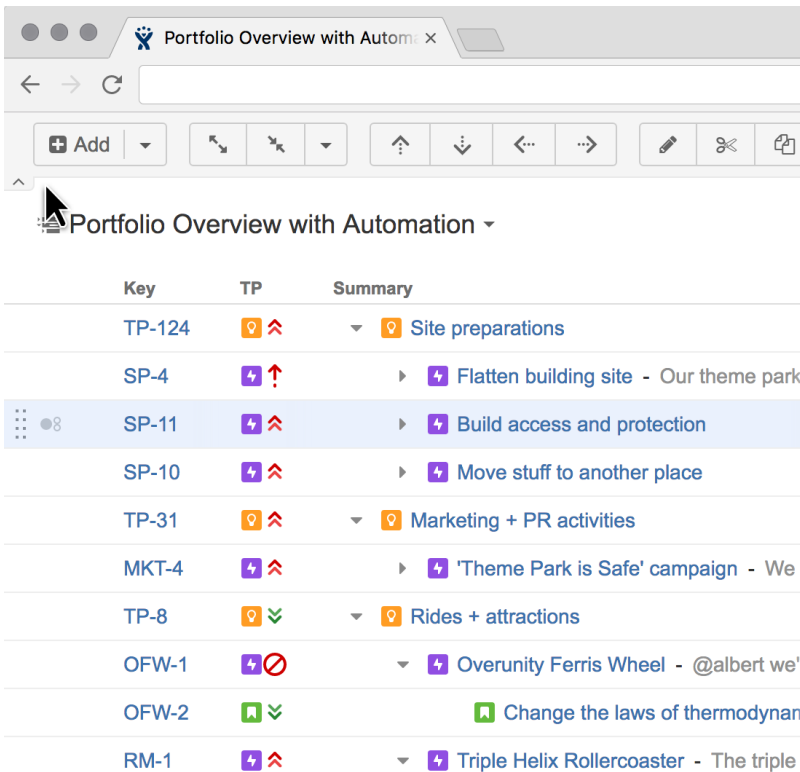 Portfolio Overview with Autom
Add
Portfolio Overview with Automation
Key TP Summary
TP-124 Site preparations
SP-4 Flatten building site - Our theme park
SP-11 Build access and protection
SP-10 Move stuff to another place
TP-31 Marketing + PR activities
MKT-4 'Theme Park is Safe' campaign - We
TP-8 Rides + attractions
OFW-1 Overunity Ferris Wheel - @albert we'
OFW-2 Change the laws of thermodynan
RM-1 Triple Helix Rollercoaster - The triple